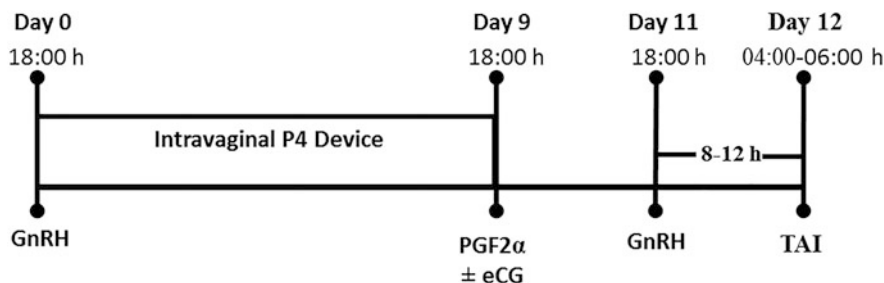 Day 0
18:00 h
Day 9
18:00 h
Day 11
18:00 h
Day 12
04:00-06:00 h
Intravaginal P4 Device
8-12 h
GnRH
PGF2α
± eCG
GnRH
TAI